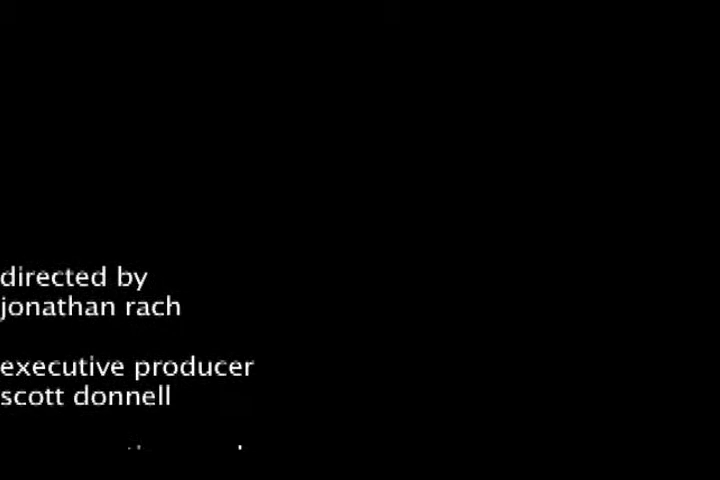 directed by
jonathan rach
executive producer
scott donnell